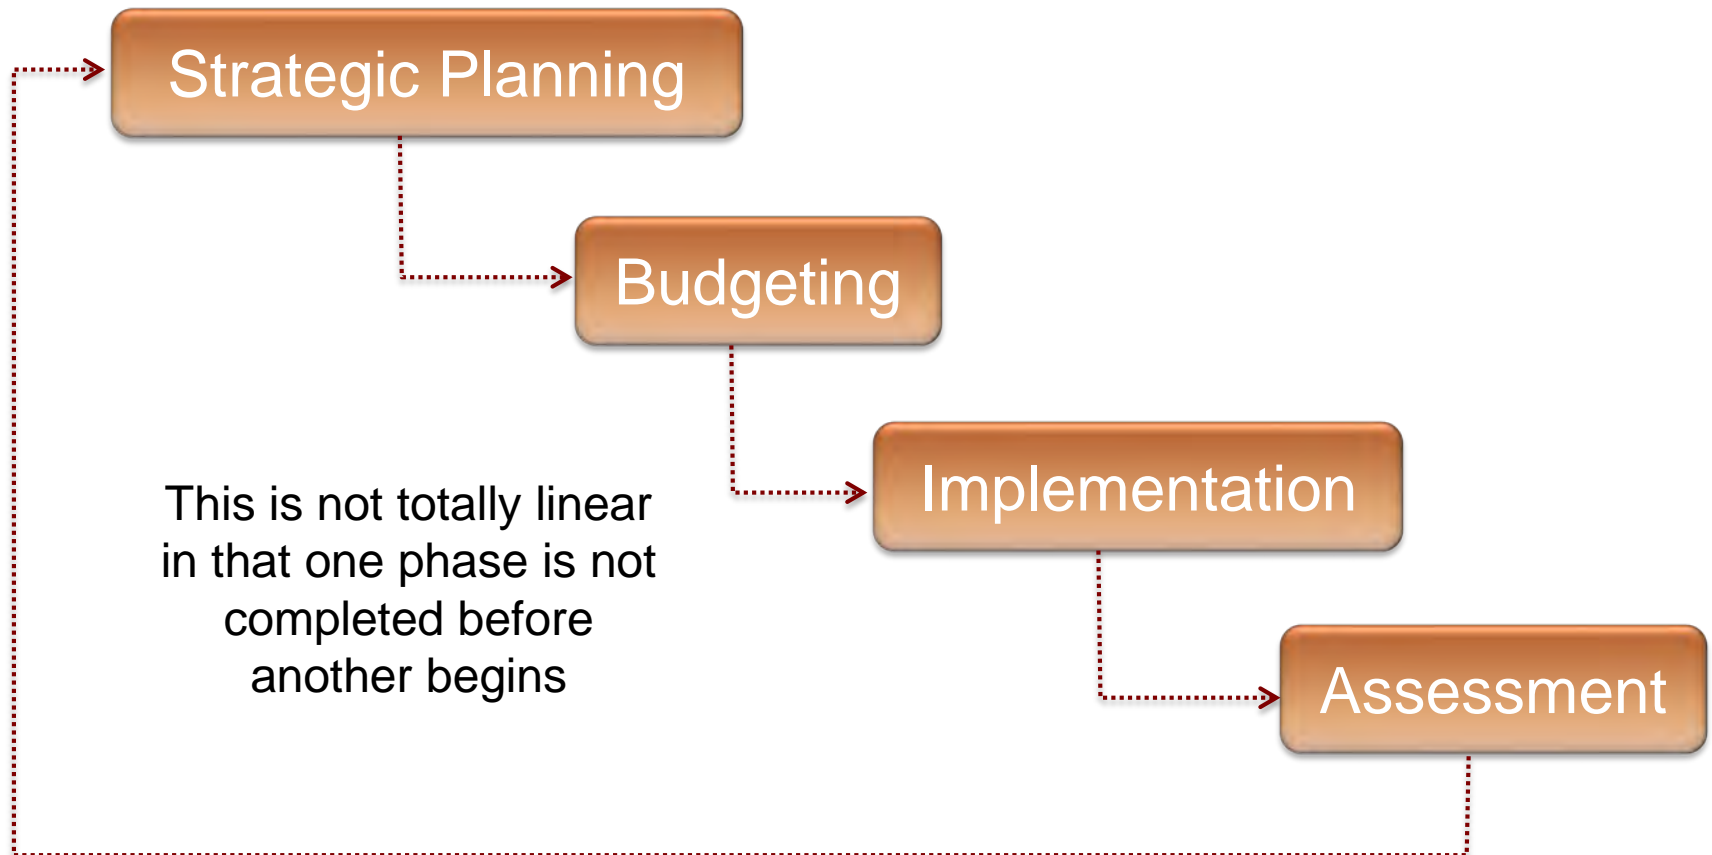 Strategic Planning
Budgeting
Implementation
This is not totally linear
in that one phase is not
completed before
another begins
Assessment